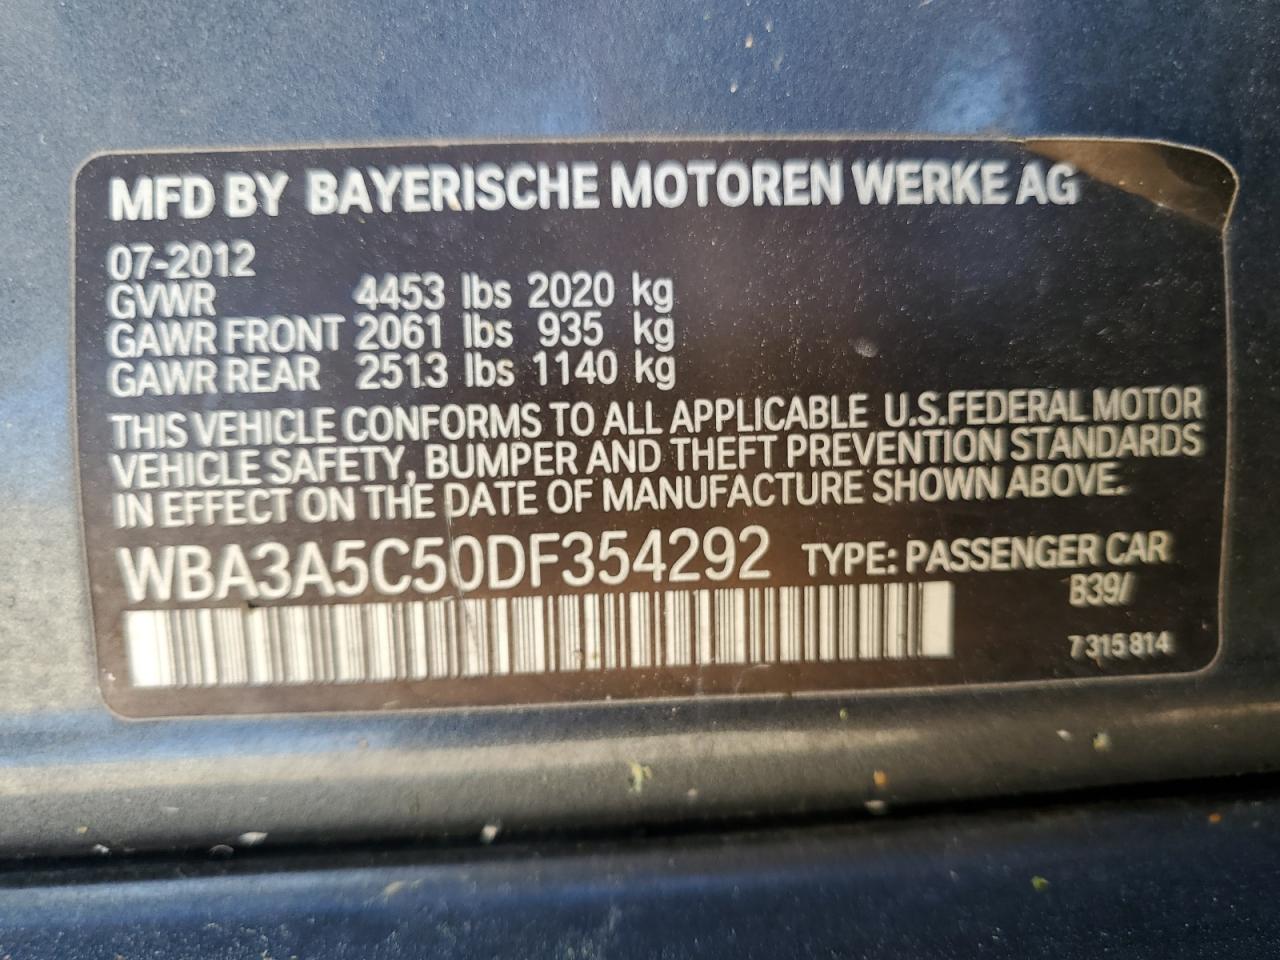 MFD BY BAYERISCHE MOTOREN WERKE AG
07-2012
GVWR 4453 lbs 2020 kg
GAWR FRONT 2061 lbs 935 kg
GAWR REAR 2513 lbs 1140 kg
THIS VEHICLE CONFORMS TO ALL APPLICABLE U.S.FEDERAL MOTOR
VEHICLE SAFETY, BUMPER AND THEFT PREVENTION STANDARDS
IN EFFECT ON THE DATE OF MANUFACTURE SHOWN ABOVE.
WBA3A5C50DF354292 TYPE: PASSENGER CAR
B39/
7 315 814